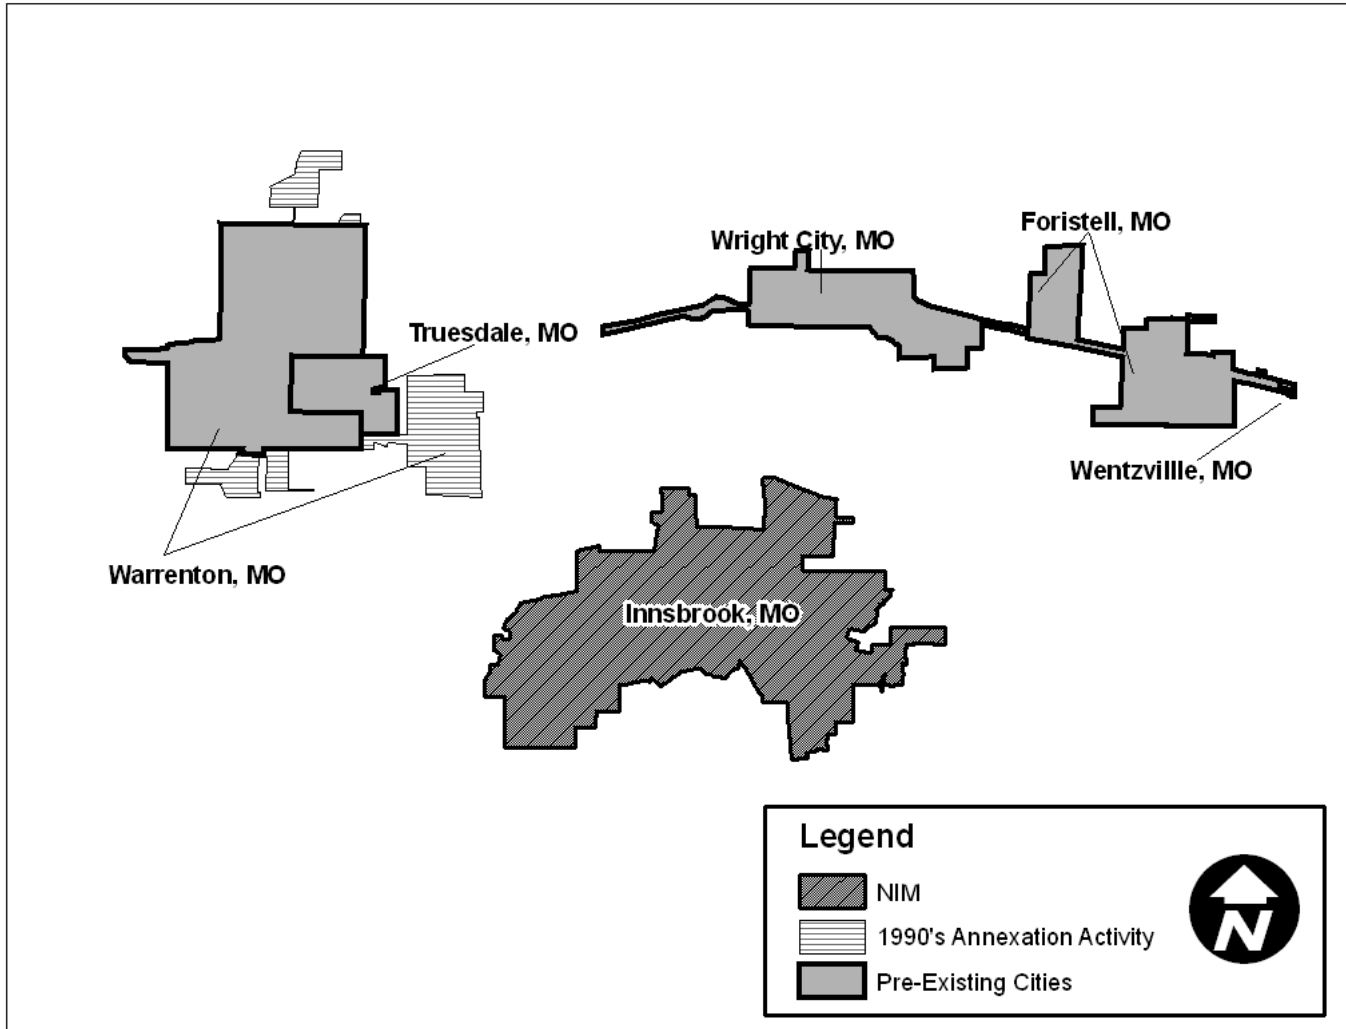 Foristell, MO
Wright City, MO
Truesdale, MO
Wentzvillle, MO
Warrenton, MO
Innsbrook, MO
Legend
NIM
1990's Annexation Activity
Pre-Existing Cities
N